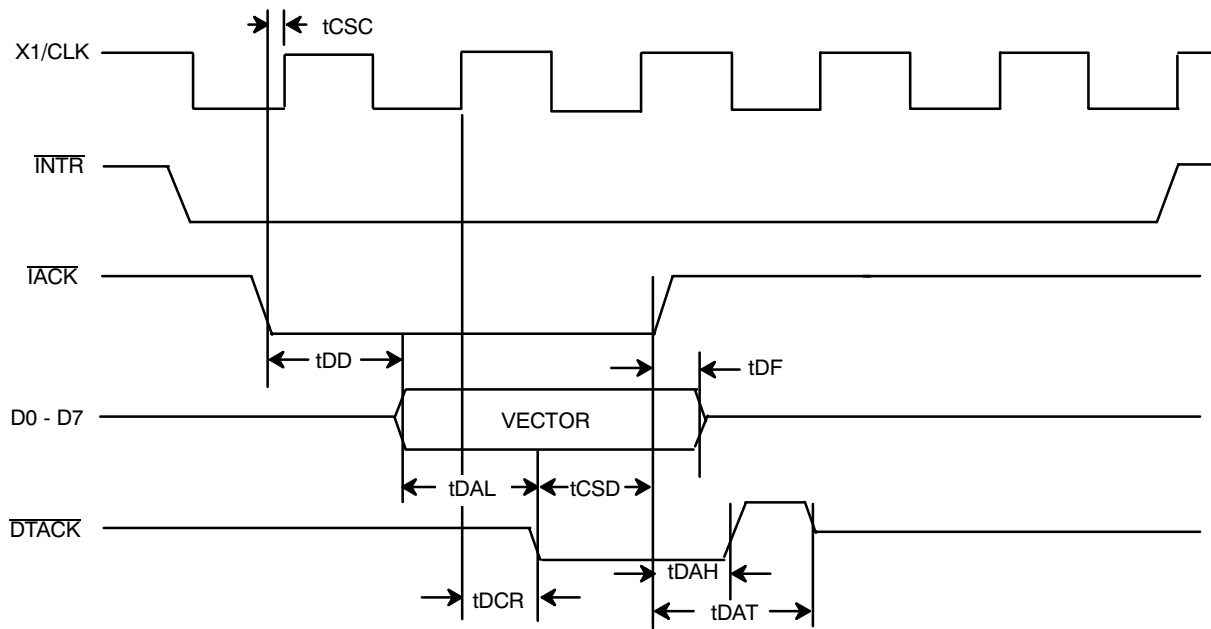 tCSC
X1/CLK
INTR
IACK
tDD
tDF
D0 - D7
VECTOR
tDAL
tCSD
DTACK
tDAH
tDCR
tDAT